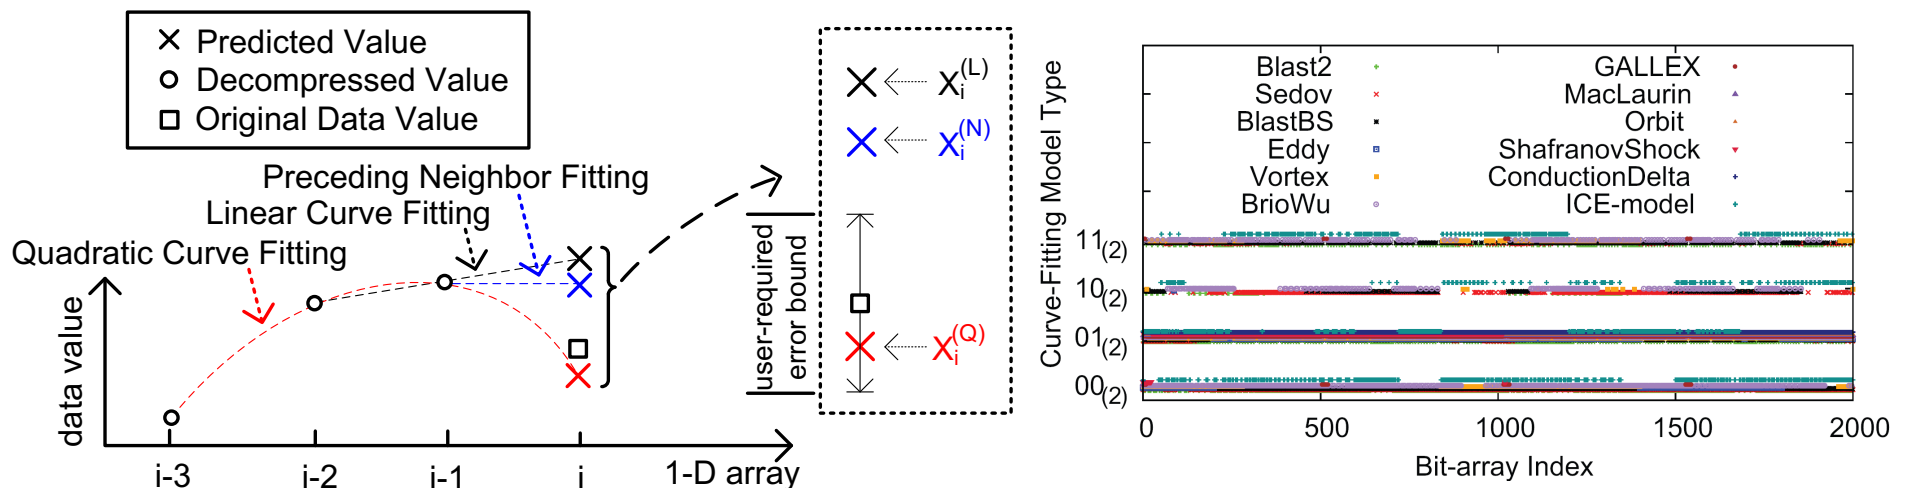 Predicted Value
Decompressed Value
Original Data Value
Preceding Neighbor Fitting
Linear Curve Fitting
Quadratic Curve Fitting
data value
i-3
i-2
i-1
i
1-D array
X_i^(L)
X_i^(N)
user-required
error bound
X_i^(Q)
Curve-Fitting Model Type
Blast2
Sedov
BlastBS
Eddy
Vortex
BrioWu
GALLEX
MacLaurin
Orbit
ShafranovShock
ConductionDelta
ICE-model
11(2)
10(2)
01(2)
00(2)
0 500 1000 1500 2000
Bit-array Index